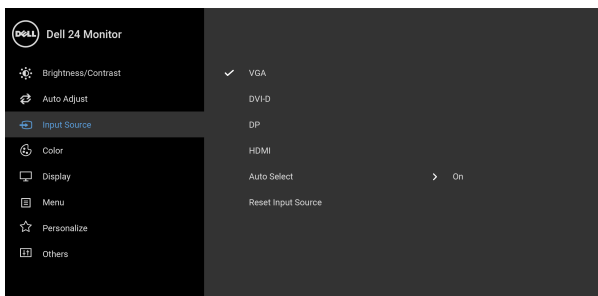 DELL Dell 24 Monitor
Brightness/Contrast
Auto Adjust
Input Source
Color
Display
Menu
Personalize
Others
VGA
DVI-D
DP
HDMI
Auto Select On
Reset Input Source